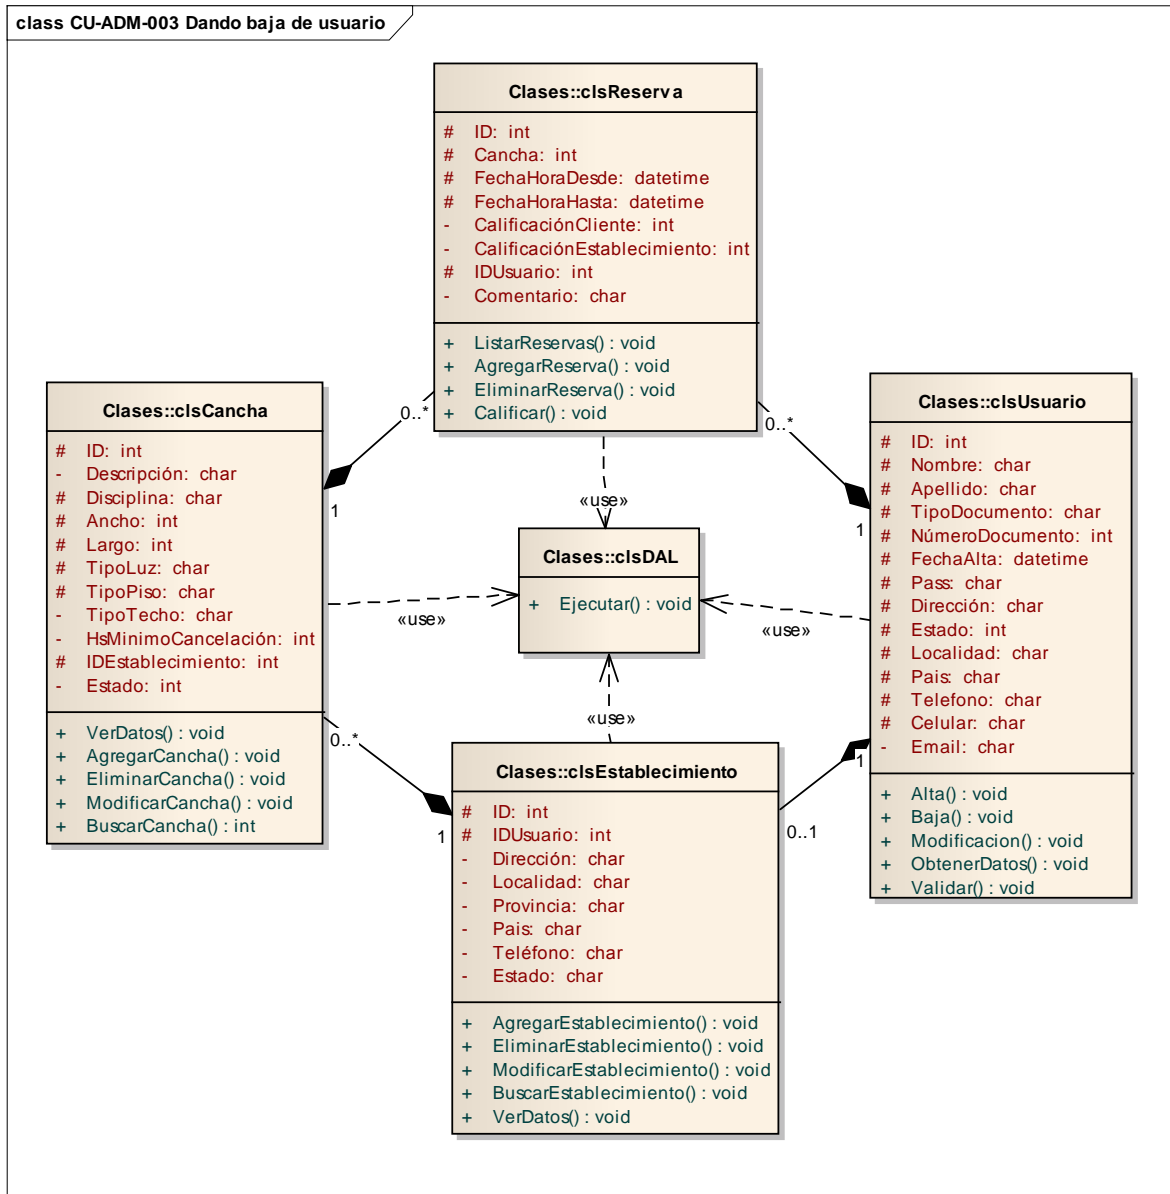 class CU-ADM-003 Dando baja de usuario
Clases::clsReserva
# ID: int
# Cancha: int
# FechaHoraDesde: datetime
# FechaHoraHasta: datetime
- CalificaciónCliente: int
- CalificaciónEstablecimiento: int
# IDUsuario: int
- Comentario: char
+ ListarReservas() : void
+ AgregarReserva() : void
+ EliminarReserva() : void
+ Calificar() : void
0..*
1
0..*
1
Clases::clsCancha
# ID: int
- Descripción: char
# Disciplina: char
# Ancho: int
# Largo: int
# TipoLuz: char
# TipoPiso: char
- TipoTecho: char
- HsMinimoCancelación: int
# IDEstablecimiento: int
- Estado: int
+ VerDatos() : void
+ AgregarCancha() : void
+ EliminarCancha() : void
+ ModificarCancha() : void
+ BuscarCancha() : int
«use»
Clases::clsDAL
+ Ejecutar() : void
«use»
«use»
«use»
Clases::clsUsuario
# ID: int
# Nombre: char
# Apellido: char
# TipoDocumento: char
# NúmeroDocumento: int
# FechaAlta: datetime
# Pass: char
# Dirección: char
# Estado: int
# Localidad: char
# Pais: char
# Telefono: char
# Celular: char
- Email: char
+ Alta() : void
+ Baja() : void
+ Modificacion() : void
+ ObtenerDatos() : void
+ Validar() : void
0..*
1
0..1
1
Clases::clsEstablecimiento
# ID: int
# IDUsuario: int
- Dirección: char
- Localidad: char
- Provincia: char
- Pais: char
- Teléfono: char
- Estado: char
+ AgregarEstablecimiento() : void
+ EliminarEstablecimiento() : void
+ ModificarEstablecimiento() : void
+ BuscarEstablecimiento() : void
+ VerDatos() : void